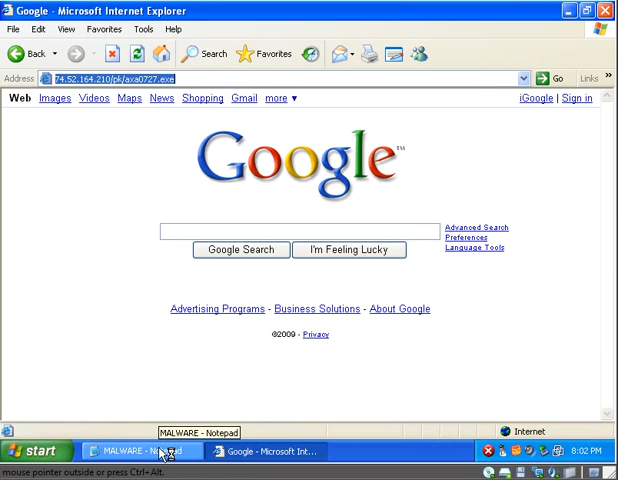 Google - Microsoft Internet Explorer
File Edit View Favorites Tools Help
Back Search Favorites
Address 74.52.164.210/pk/axa0727.exe Go Links »
Web Images Videos Maps News Shopping Gmail more ▼ iGoogle | Sign in
Google™
Advanced Search
Preferences
Language Tools
Google Search I'm Feeling Lucky
Advertising Programs - Business Solutions - About Google
©2009 - Privacy
MALWARE - Notepad
Internet
start MALWARE - Notepad Google - Microsoft Int... 8:02 PM
mouse pointer outside or press Ctrl+Alt.